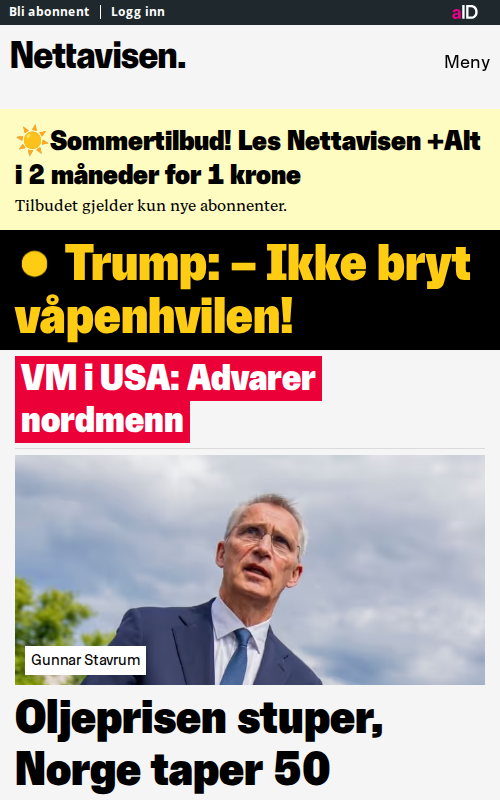 Bli abonnent | Logg inn
aID
Nettavisen.
Meny
Sommertilbud! Les Nettavisen +Alt
i 2 måneder for 1 krone
Tilbudet gjelder kun nye abonnenter.
Trump: – Ikke bryt
våpenhvilen!
VM i USA: Advarer
nordmenn
Gunnar Stavrum
Oljeprisen stuper,
Norge taper 50